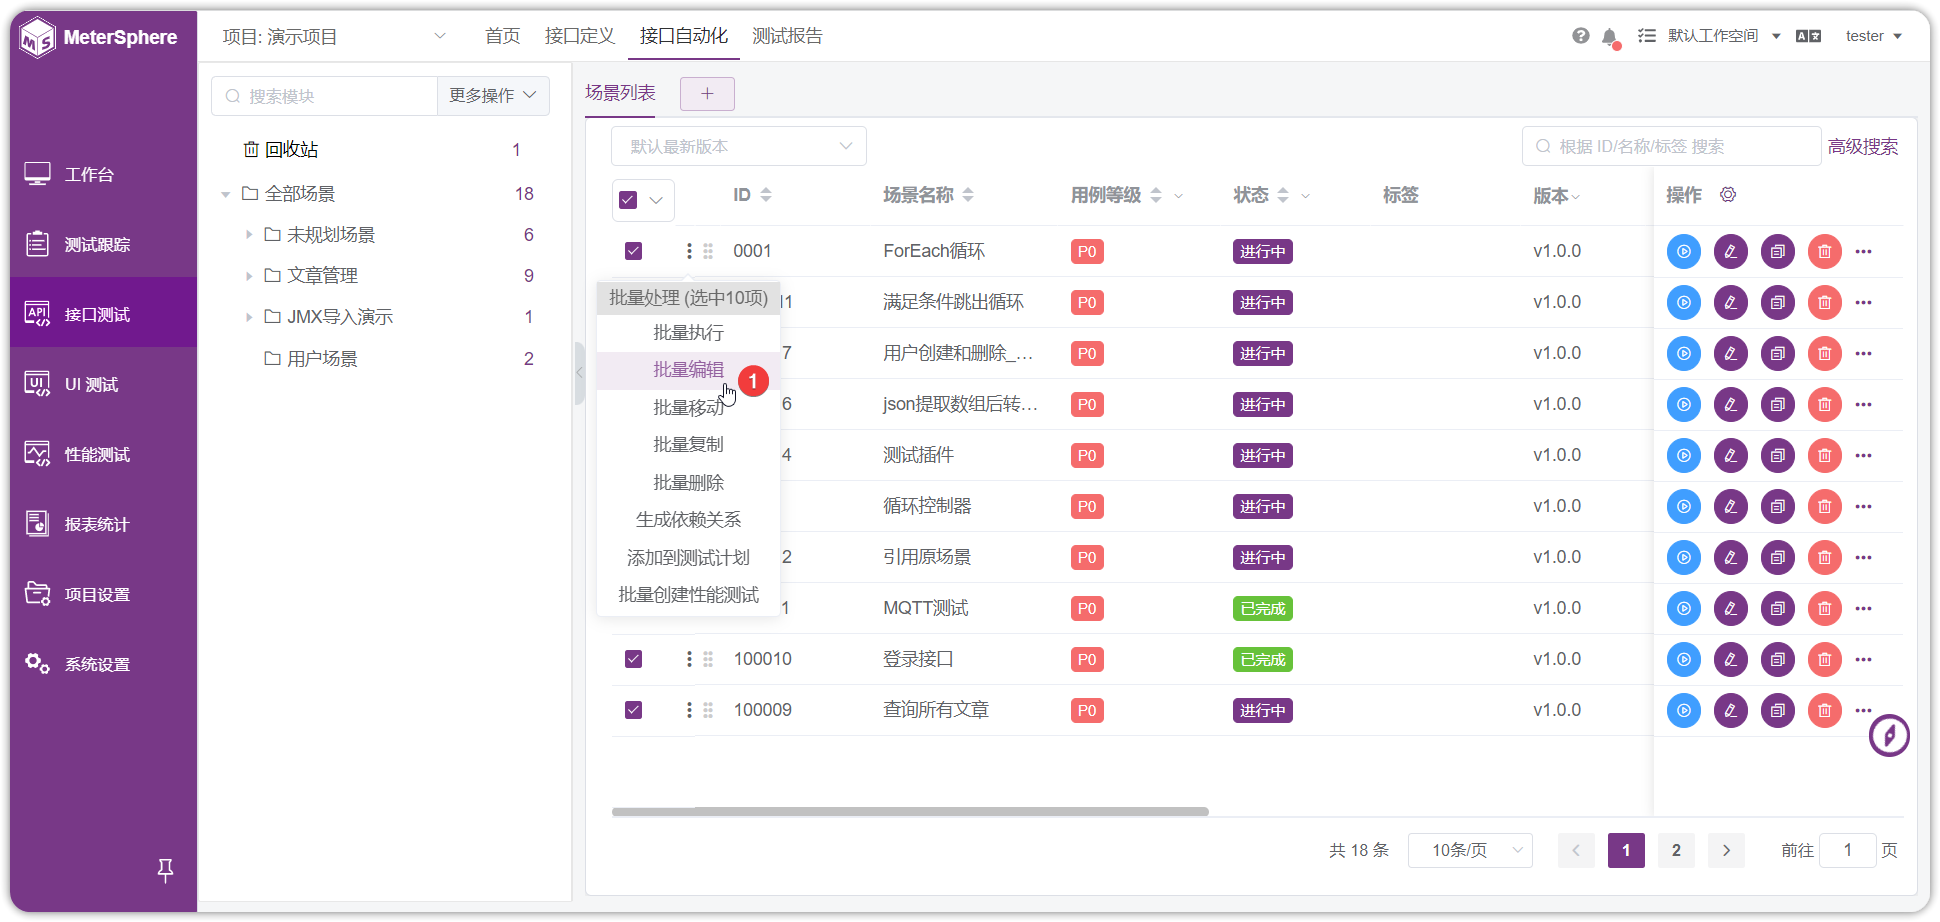 MeterSphere
项目: 演示项目
首页
接口定义
接口自动化
测试报告
默认工作空间
tester
工作台
测试跟踪
接口测试
UI 测试
性能测试
报表统计
项目设置
系统设置
搜索模块
更多操作
回收站 1
全部场景 18
未规划场景 6
文章管理 9
JMX导入演示 1
用户场景 2
场景列表
+
默认最新版本
根据 ID/名称/标签 搜索
高级搜索
ID 场景名称 用例等级 状态 标签 版本 操作
0001 ForEach循环 P0 进行中 v1.0.0
11 满足条件跳出循环 P0 进行中 v1.0.0
7 用户创建和删除_... P0 进行中 v1.0.0
6 json提取数组后转... P0 进行中 v1.0.0
4 测试插件 P0 进行中 v1.0.0
循环控制器 P0 进行中 v1.0.0
2 引用原场景 P0 进行中 v1.0.0
1 MQTT测试 P0 已完成 v1.0.0
100010 登录接口 P0 已完成 v1.0.0
100009 查询所有文章 P0 进行中 v1.0.0
批量处理 (选中10项)
批量执行
批量编辑
1
批量移动
批量复制
批量删除
生成依赖关系
添加到测试计划
批量创建性能测试
共 18 条
10条/页
1
2
前往 1 页